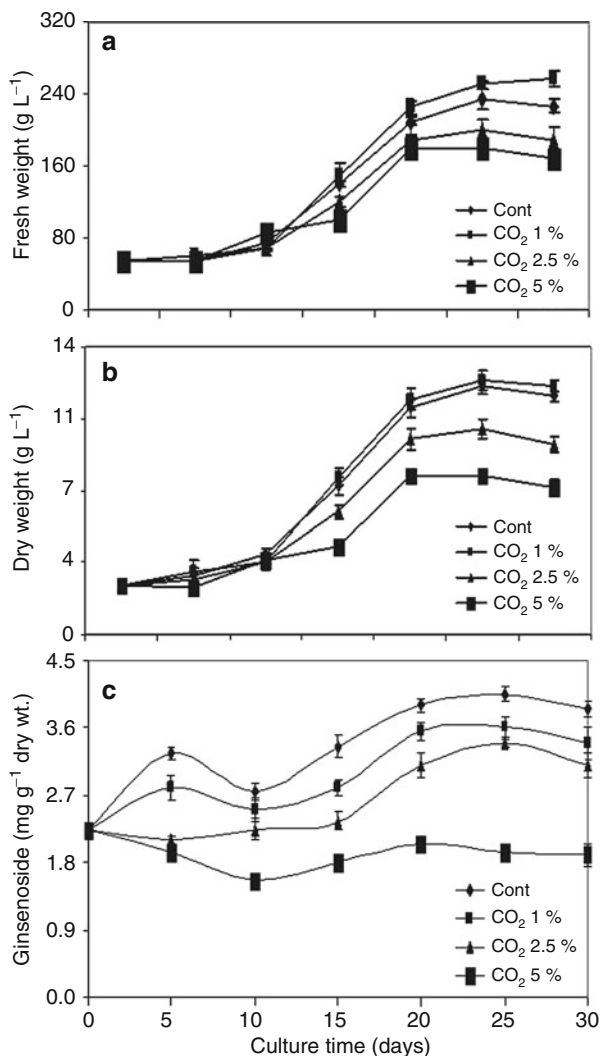 a
Fresh weight (g L⁻¹)
320
240
160
80
0
Cont
CO₂ 1 %
CO₂ 2.5 %
CO₂ 5 %
b
Dry weight (g L⁻¹)
14
11
7
4
0
Cont
CO₂ 1 %
CO₂ 2.5 %
CO₂ 5 %
c
Ginsenoside (mg g⁻¹ dry wt.)
4.5
3.6
2.7
1.8
0.9
0.0
Cont
CO₂ 1 %
CO₂ 2.5 %
CO₂ 5 %
0 5 10 15 20 25 30
Culture time (days)